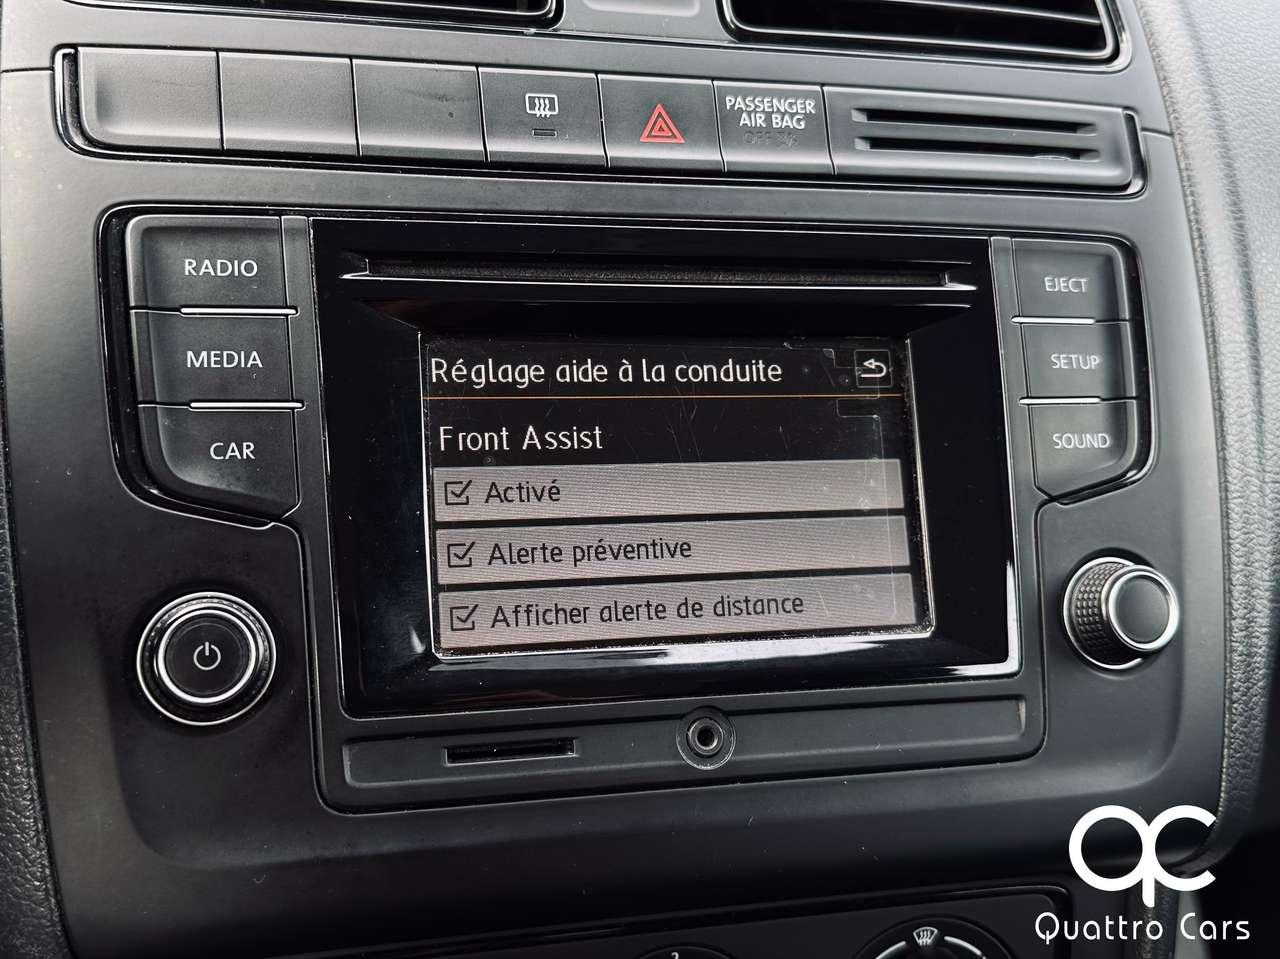 PASSENGER
AIR BAG
OFF
RADIO
MEDIA
CAR
EJECT
SETUP
SOUND
Réglage aide à la conduite
Front Assist
Activé
Alerte préventive
Afficher alerte de distance
QC
Quattro Cars